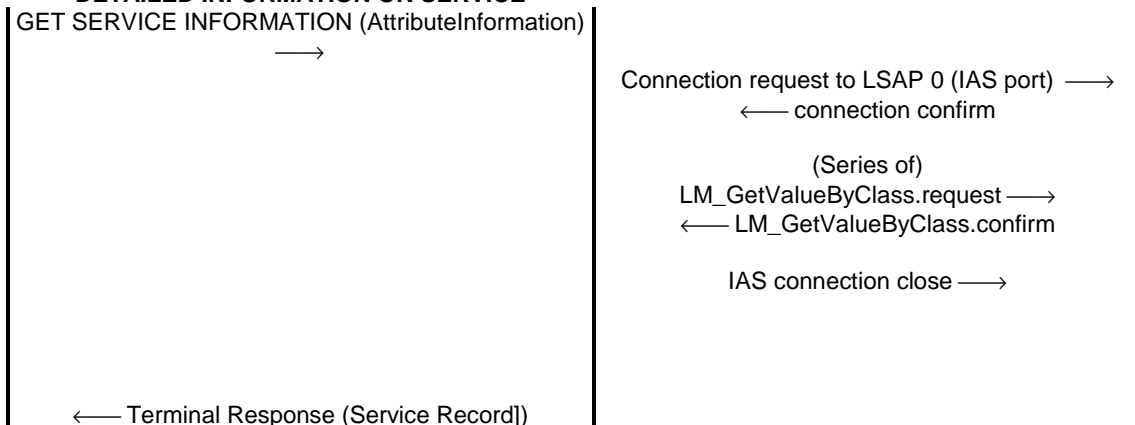 DETAILED INFORMATION ON SERVICE
GET SERVICE INFORMATION (AttributeInformation)
⟶
Connection request to LSAP 0 (IAS port) ⟶
⟵ connection confirm
(Series of)
LM_GetValueByClass.request ⟶
⟵ LM_GetValueByClass.confirm
IAS connection close ⟶
⟵ Terminal Response (Service Record])